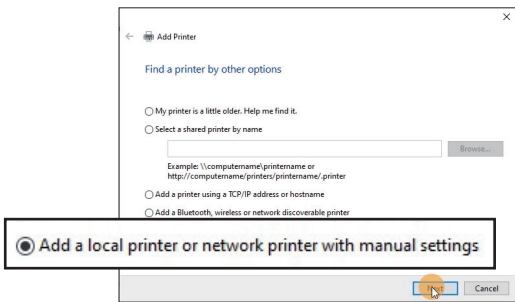 Add Printer
Find a printer by other options
My printer is a little older. Help me find it.
Select a shared printer by name
Browse...
Example: \\computername\printername or
http://computername/printers/printername/.printer
Add a printer using a TCP/IP address or hostname
Add a Bluetooth, wireless or network discoverable printer
Add a local printer or network printer with manual settings
Next
Cancel